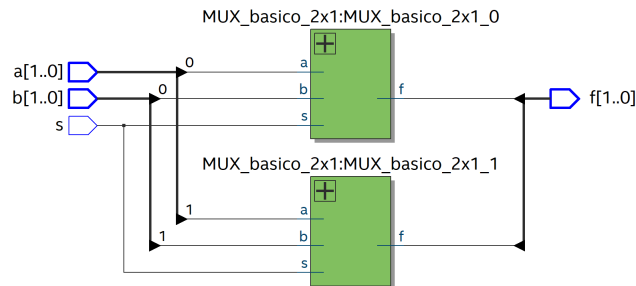 MUX_basico_2x1:MUX_basico_2x1_0
a[1..0] 0 a
b[1..0] 0 b f f[1..0]
s s
MUX_basico_2x1:MUX_basico_2x1_1
1 a
1 b f
s